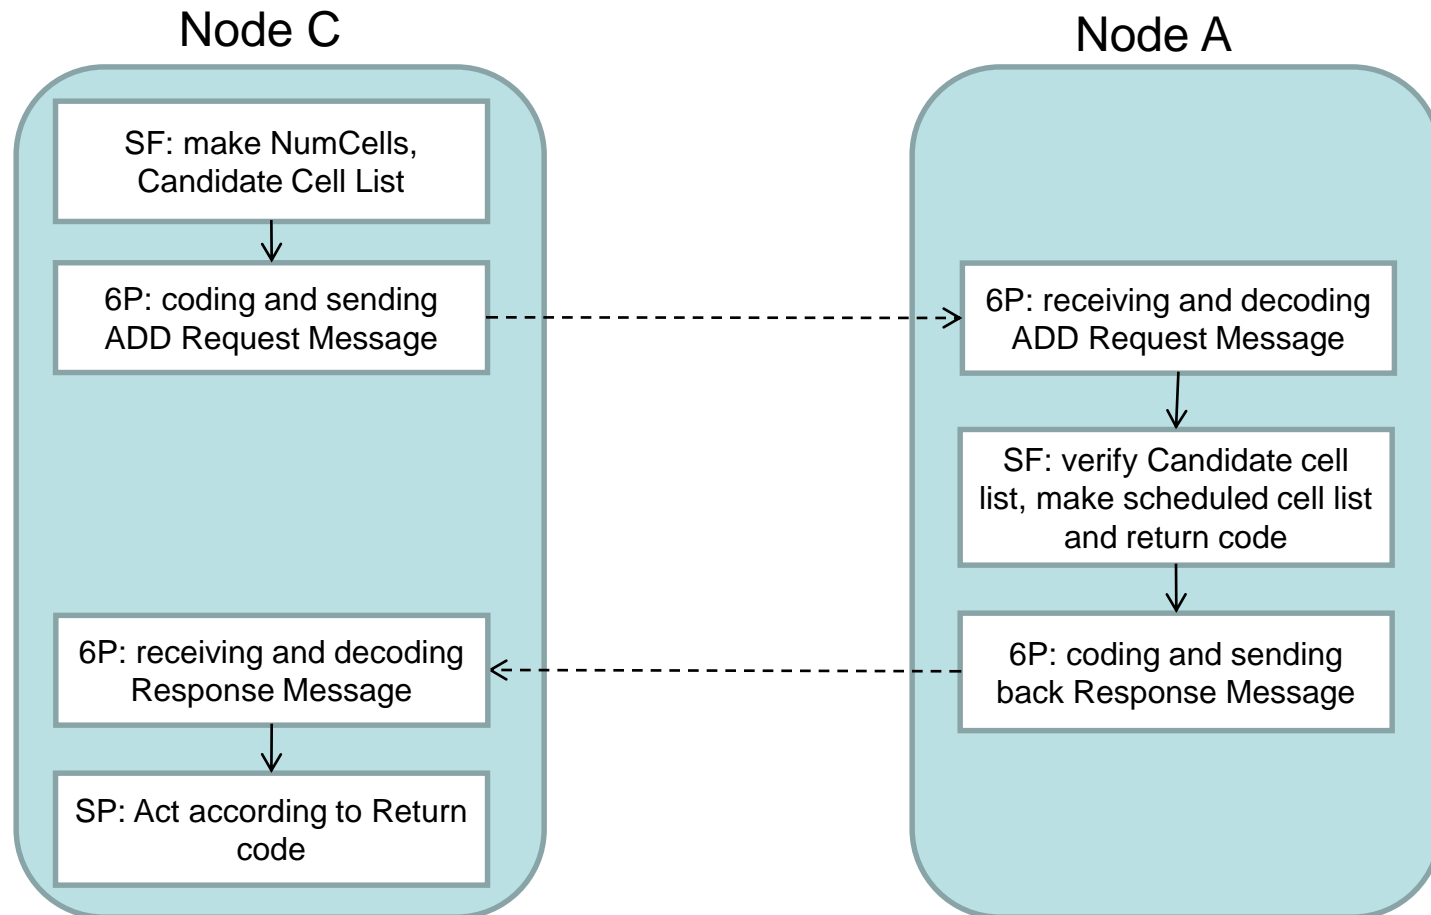 Node C
SF: make NumCells,
Candidate Cell List
6P: coding and sending
ADD Request Message
6P: receiving and decoding
Response Message
SP: Act according to Return
code
Node A
6P: receiving and decoding
ADD Request Message
SF: verify Candidate cell
list, make scheduled cell list
and return code
6P: coding and sending
back Response Message